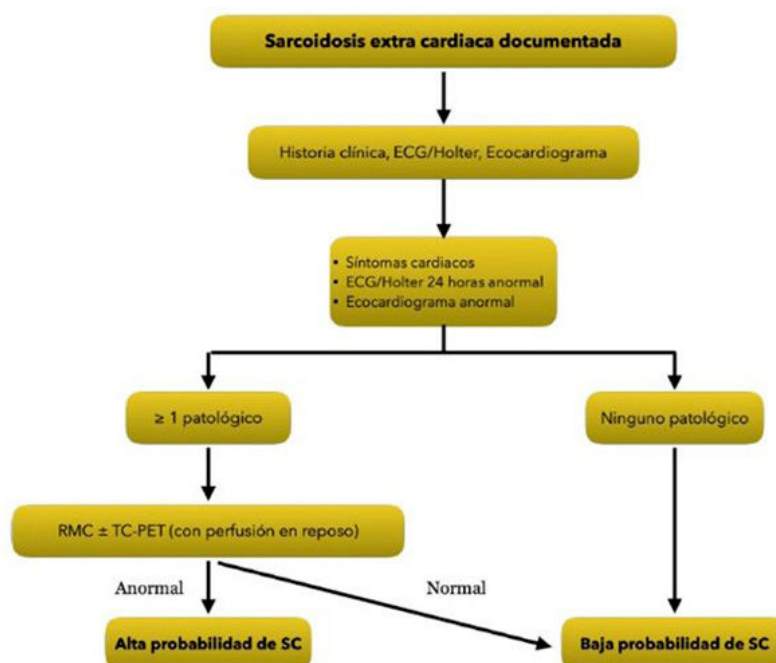 Sarcoidosis extra cardiaca documentada
Historia clínica, ECG/Holter, Ecocardiograma
• Síntomas cardiacos
• ECG/Holter 24 horas anormal
• Ecocardiograma anormal
≥ 1 patológico
Ninguno patológico
RMC ± TC-PET (con perfusión en reposo)
Anormal
Normal
Alta probabilidad de SC
Baja probabilidad de SC